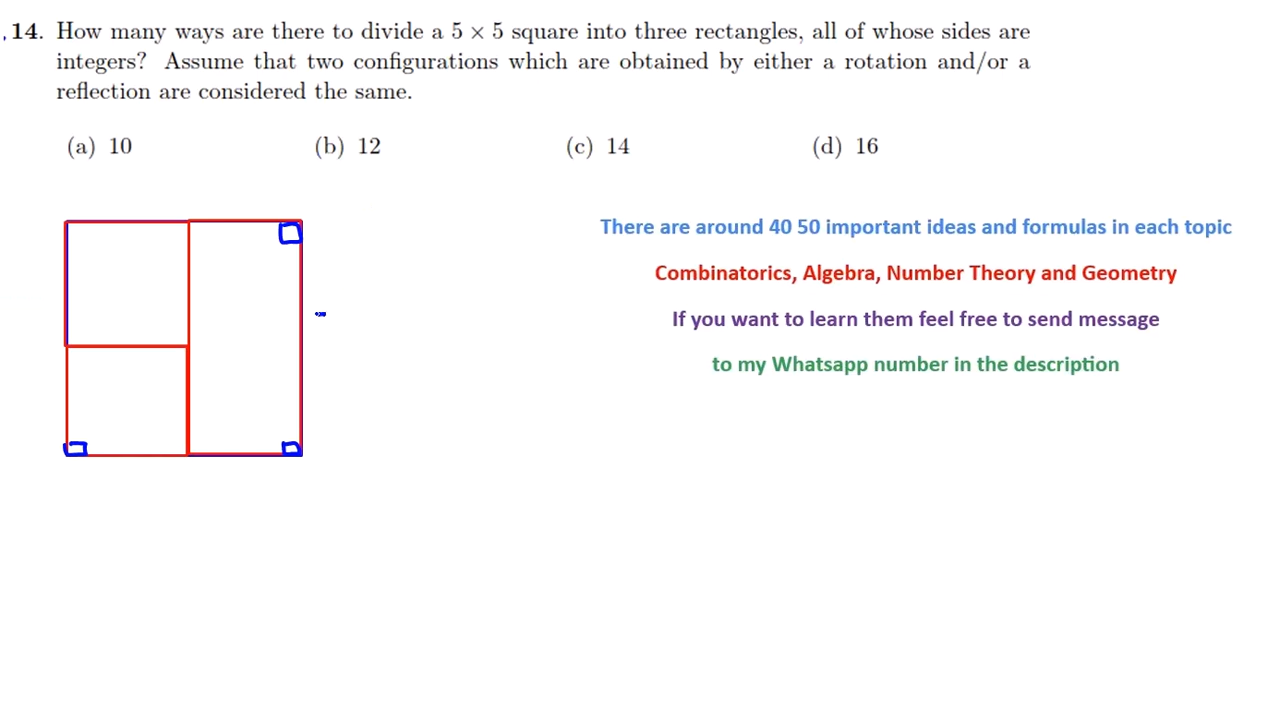 14. How many ways are there to divide a 5 × 5 square into three rectangles, all of whose sides are
integers? Assume that two configurations which are obtained by either a rotation and/or a
reflection are considered the same.
(a) 10 (b) 12 (c) 14 (d) 16
There are around 40 50 important ideas and formulas in each topic
Combinatorics, Algebra, Number Theory and Geometry
If you want to learn them feel free to send message
to my Whatsapp number in the description